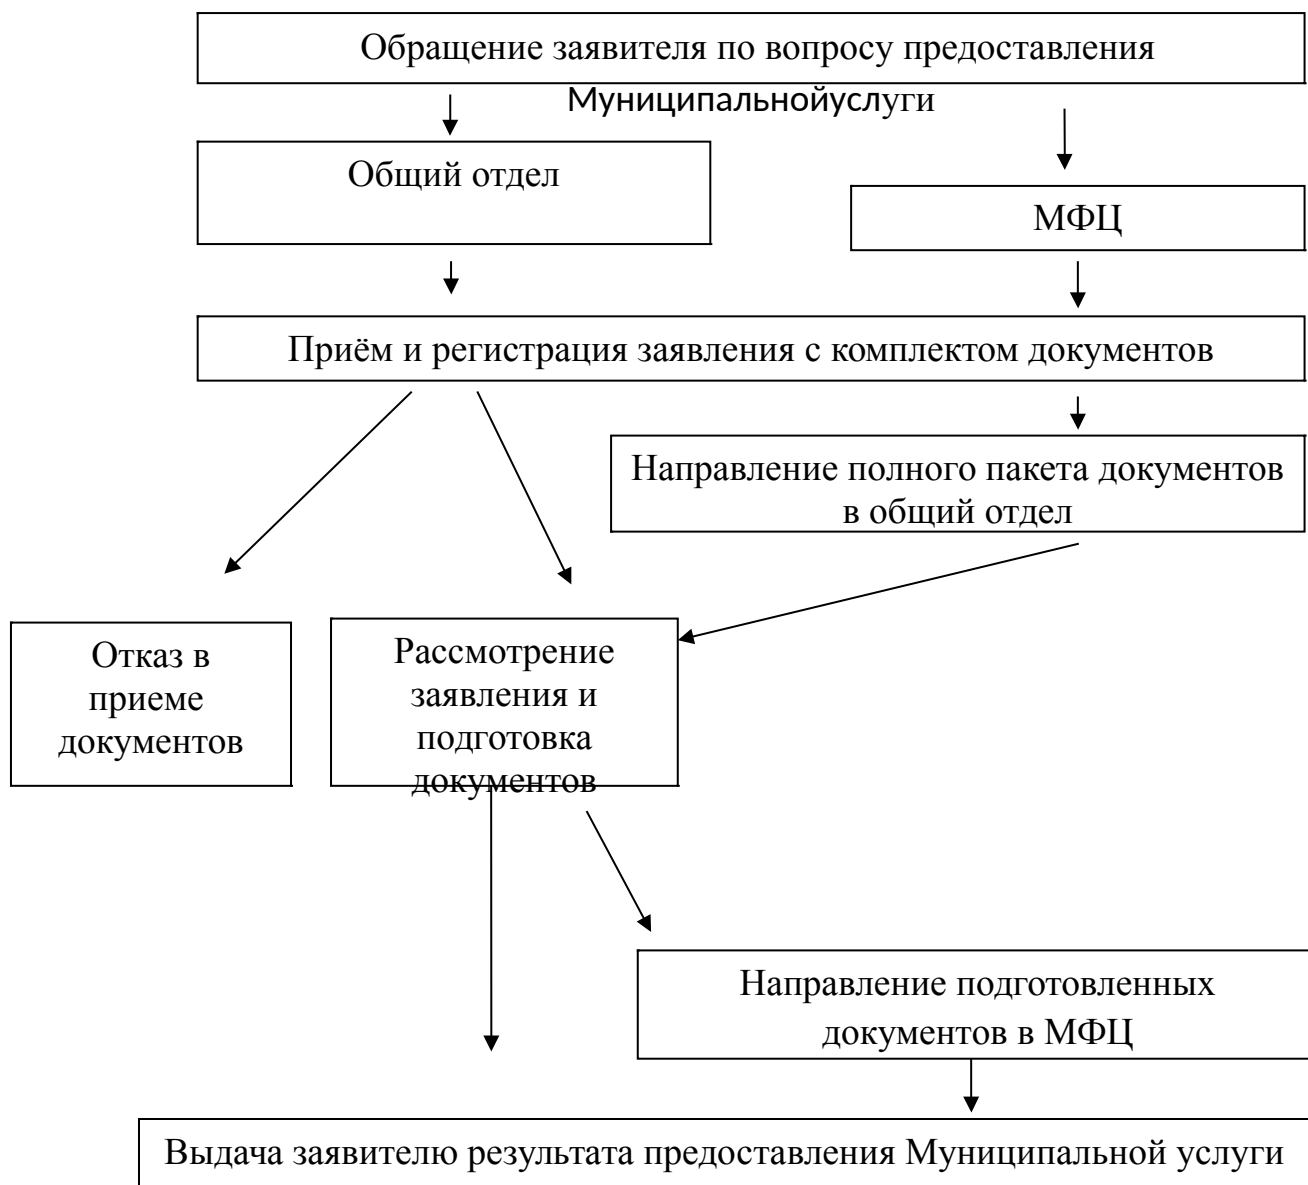 Обращение заявителя по вопросу предоставления
Муниципальнойуслуги
Общий отдел
МФЦ
Приём и регистрация заявления с комплектом документов
Направление полного пакета документов
в общий отдел
Отказ в
приеме
документов
Рассмотрение
заявления и
подготовка
документов
Направление подготовленных
документов в МФЦ
Выдача заявителю результата предоставления Муниципальной услуги